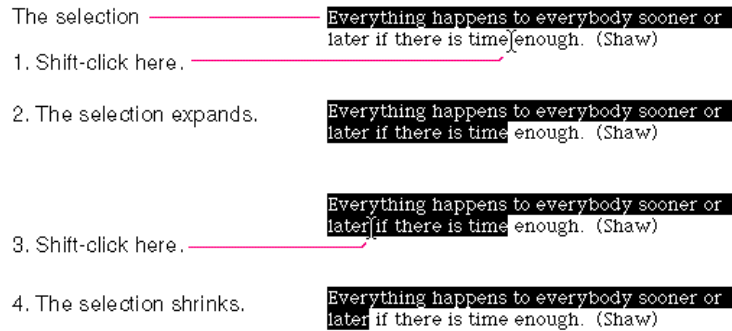 The selection
Everything happens to everybody sooner or
later if there is time enough. (Shaw)
1. Shift-click here.
2. The selection expands.
Everything happens to everybody sooner or
later if there is time enough. (Shaw)
Everything happens to everybody sooner or
later if there is time enough. (Shaw)
3. Shift-click here.
4. The selection shrinks.
Everything happens to everybody sooner or
later if there is time enough. (Shaw)